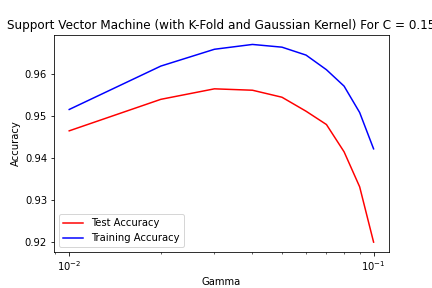 Support Vector Machine (with K-Fold and Gaussian Kernel) For C = 0.15
0.96
0.95
0.94
0.93
0.92
Accuracy
Test Accuracy
Training Accuracy
10⁻²
10⁻¹
Gamma